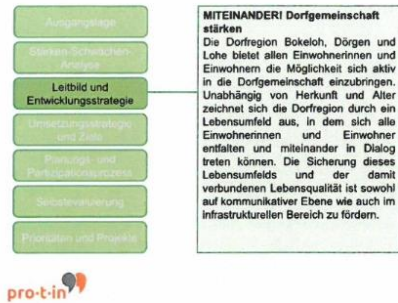 Ausgangslage
Stärken-Schwächen-
Analyse
Leitbild und
Entwicklungsstrategie
Umsetzungsstrategie
und Ziele
Planungs- und
Partizipationsprozess
Selbstevaluierung
Prioritäten und Projekte
MITEINANDER! Dorfgemeinschaft
stärken
Die Dorfregion Bokeloh, Dörgen und
Lohe bietet allen Einwohnerinnen und
Einwohnern die Möglichkeit sich aktiv
in die Dorfgemeinschaft einzubringen.
Unabhängig von Herkunft und Alter
zeichnet sich die Dorfregion durch ein
Lebensumfeld aus, in dem sich alle
Einwohnerinnen und Einwohner
entfalten und miteinander in Dialog
treten können. Die Sicherung dieses
Lebensumfelds und der damit
verbundenen Lebensqualität ist sowohl
auf kommunikativer Ebene wie auch im
infrastrukturellen Bereich zu fördern.
pro-t-in